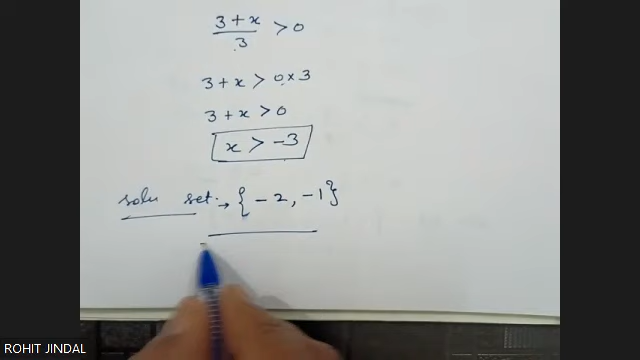 3 + x / 3 > 0
3 + x > 0 x 3
3 + x > 0
x > -3
soln set. → { -2, -1}
ROHIT JINDAL